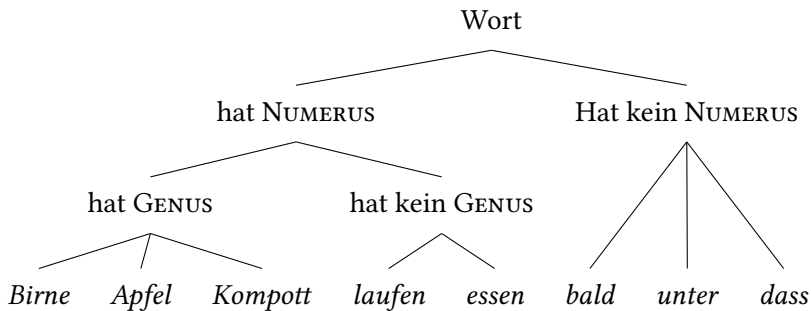 Wort
hat NUMERUS Hat kein NUMERUS
hat GENUS hat kein GENUS
Birne Apfel Kompott laufen essen bald unter dass